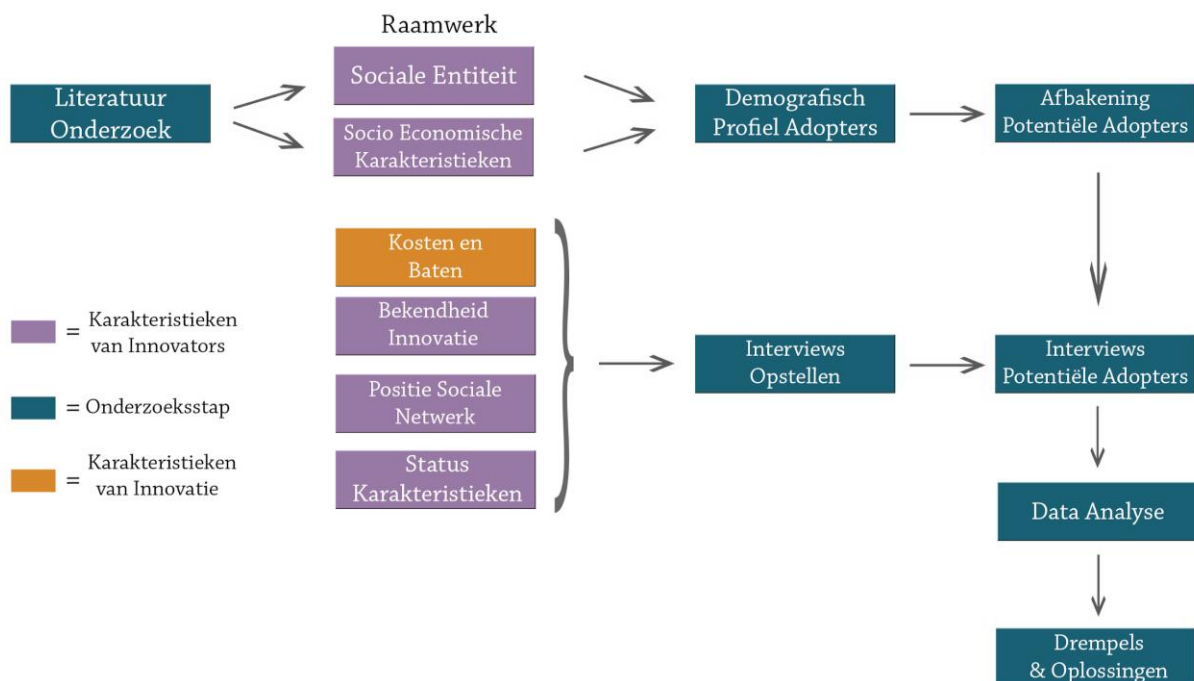 Raamwerk
Literatuur
Onderzoek
Sociale Entiteit
Socio Economische
Karakteristieken
Demografisch
Profiel Adopters
Afbakening
Potentiële Adopters
Kosten en
Baten
Bekendheid
Innovatie
Positie Sociale
Netwerk
Status
Karakteristieken
Interviews
Opstellen
Interviews
Potentiële Adopters
Data Analyse
Drempels
& Oplossingen
= Karakteristieken
van Innovators
= Onderzoeksstap
= Karakteristieken
van Innovatie